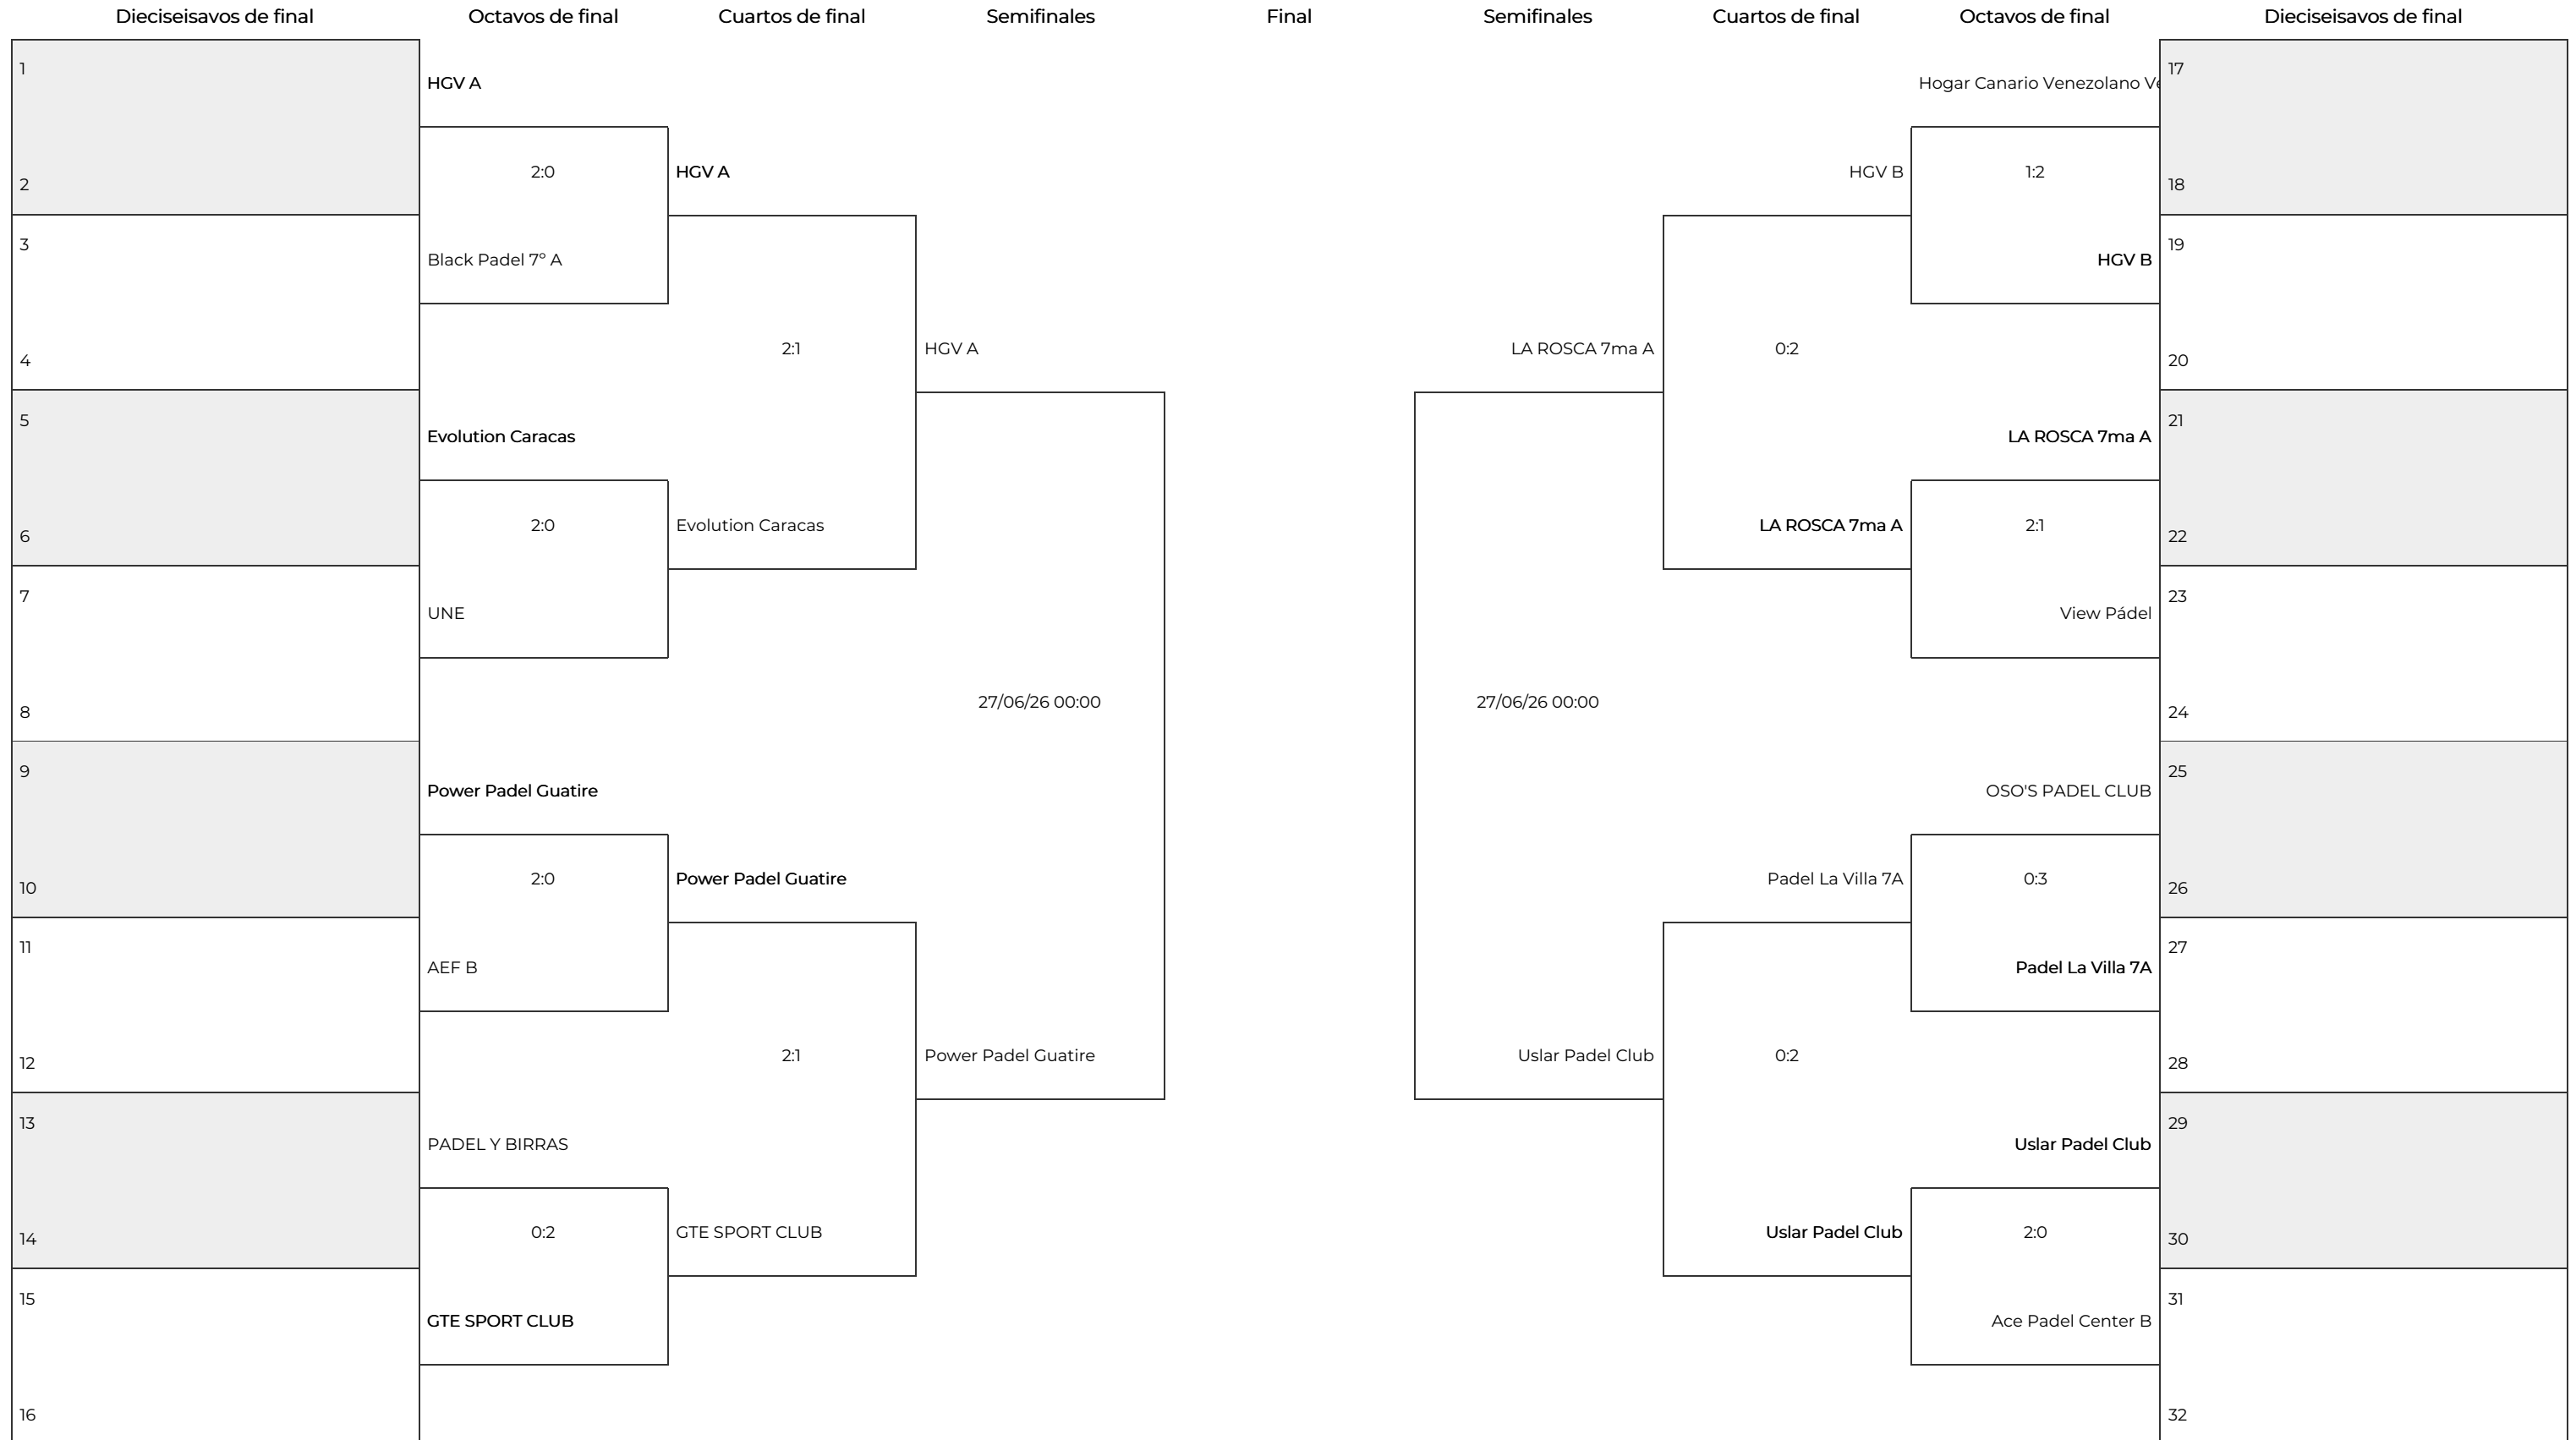 Dieciseisavos de final Octavos de final Cuartos de final Semifinales Final Semifinales Cuartos de final Octavos de final Dieciseisavos de final
1 17
HGV A Hogar Canario Venezolano
2:0 HGV A HGV B 1:2
2 18
3 19
Black Padel 7º A HGV B
2:1 HGV A LA ROSCA 7ma A 0:2
4 20
5 21
Evolution Caracas LA ROSCA 7ma A
2:0 Evolution Caracas LA ROSCA 7ma A 2:1
6 22
7 23
UNE View Pádel
27/06/26 00:00 27/06/26 00:00
8 24
9 25
Power Padel Guatire OSO'S PADEL CLUB
2:0 Power Padel Guatire Padel La Villa 7A 0:3
10 26
11 27
AEF B Padel La Villa 7A
2:1 Power Padel Guatire Uslar Padel Club 0:2
12 28
13 29
PADEL Y BIRRAS Uslar Padel Club
0:2 GTE SPORT CLUB Uslar Padel Club 2:0
14 30
15 31
GTE SPORT CLUB Ace Padel Center B
16 32